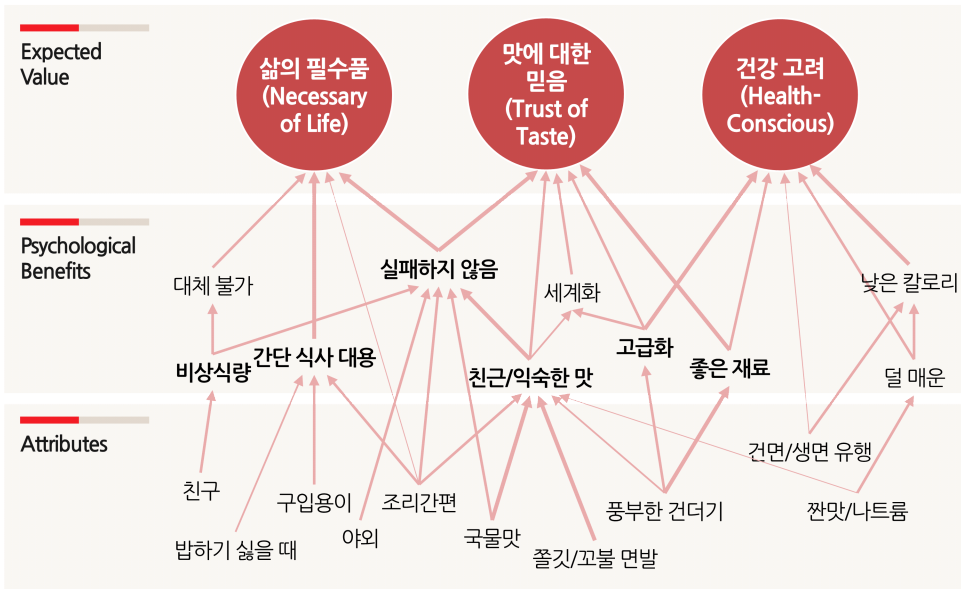 Expected
Value
삶의 필수품
(Necessary
of Life)
맛에 대한
믿음
(Trust of
Taste)
건강 고려
(Health-
Conscious)
Psychological
Benefits
대체 불가
실패하지 않음
세계화
낮은 칼로리
비상식량
간단 식사 대용
친근/익숙한 맛
고급화
좋은 재료
덜 매운
Attributes
친구
밥하기 싫을 때
구입용이
야외
조리간편
국물맛
쫄깃/꼬불 면발
풍부한 건더기
건면/생면 유행
짠맛/나트륨